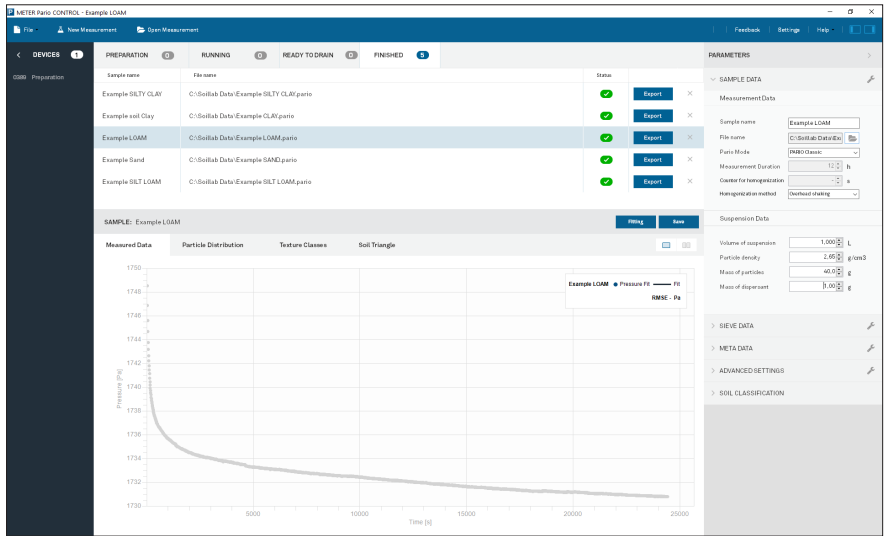 METER Pario CONTROL - Example LOAM
File
New Measurement
Open Measurement
Feedback
Settings
Help
DEVICES 1
0389 Preparation
PREPARATION 0
RUNNING 0
READY TO DRAIN 0
FINISHED 5
Sample name File name Status
Example SILTY CLAY C:\Soillab Data\Example SILTY CLAY.pario Export
Example soil Clay C:\Soillab Data\Example CLAY.pario Export
Example LOAM C:\Soillab Data\Example LOAM.pario Export
Example Sand C:\Soillab Data\Example SAND.pario Export
Example SILT LOAM C:\Soillab Data\Example SILT LOAM.pario Export
SAMPLE: Example LOAM
Fitting
Save
Measured Data Particle Distribution Texture Classes Soil Triangle
Example LOAM Pressure Fit Fit
RMSE - Pa
Pressure [Pa]
1750
1748
1746
1744
1742
1740
1738
1736
1734
1732
1730
5000 10000 15000 20000 25000
Time [s]
PARAMETERS
SAMPLE DATA
Measurement Data
Sample name Example LOAM
File name C:\Soillab Data\Exa
Pario Mode PARIO Classic
Measurement Duration 12 h
Counter for homogenization - s
Homogenization method Overhead shaking
Suspension Data
Volume of suspension 1,000 L
Particle density 2,65 g/cm3
Mass of particles 40,0 g
Mass of dispersant 1,00 g
SIEVE DATA
META DATA
ADVANCED SETTINGS
SOIL CLASSIFICATION